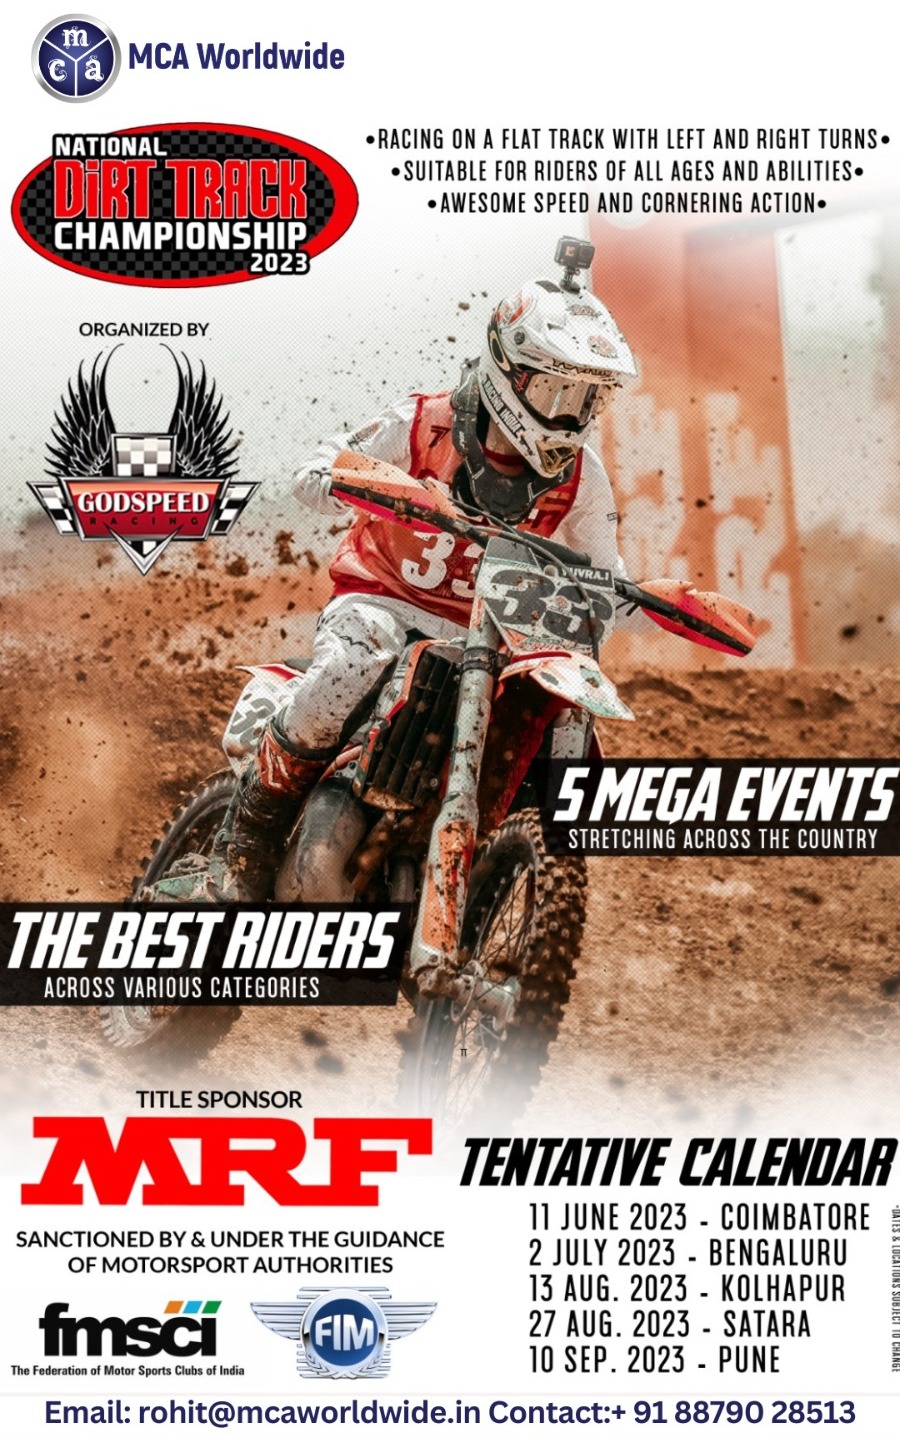 mca MCA Worldwide
NATIONAL
DiRT TRACK
CHAMPIONSHIP
2023
•RACING ON A FLAT TRACK WITH LEFT AND RIGHT TURNS•
•SUITABLE FOR RIDERS OF ALL AGES AND ABILITIES•
•AWESOME SPEED AND CORNERING ACTION•
ORGANIZED BY
GODSPEED
RACING
33
YUVRAJ
33
5 MEGA EVENTS
STRETCHING ACROSS THE COUNTRY
THE BEST RIDERS
ACROSS VARIOUS CATEGORIES
TITLE SPONSOR
MRF
SANCTIONED BY & UNDER THE GUIDANCE
OF MOTORSPORT AUTHORITIES
fmsci
The Federation of Motor Sports Clubs of India
FIM
TENTATIVE CALENDAR
11 JUNE 2023 - COIMBATORE
2 JULY 2023 - BENGALURU
13 AUG. 2023 - KOLHAPUR
27 AUG. 2023 - SATARA
10 SEP. 2023 - PUNE
*DATES & LOCATIONS SUBJECT TO CHANGE
Email: rohit@mcaworldwide.in Contact:+ 91 88790 28513